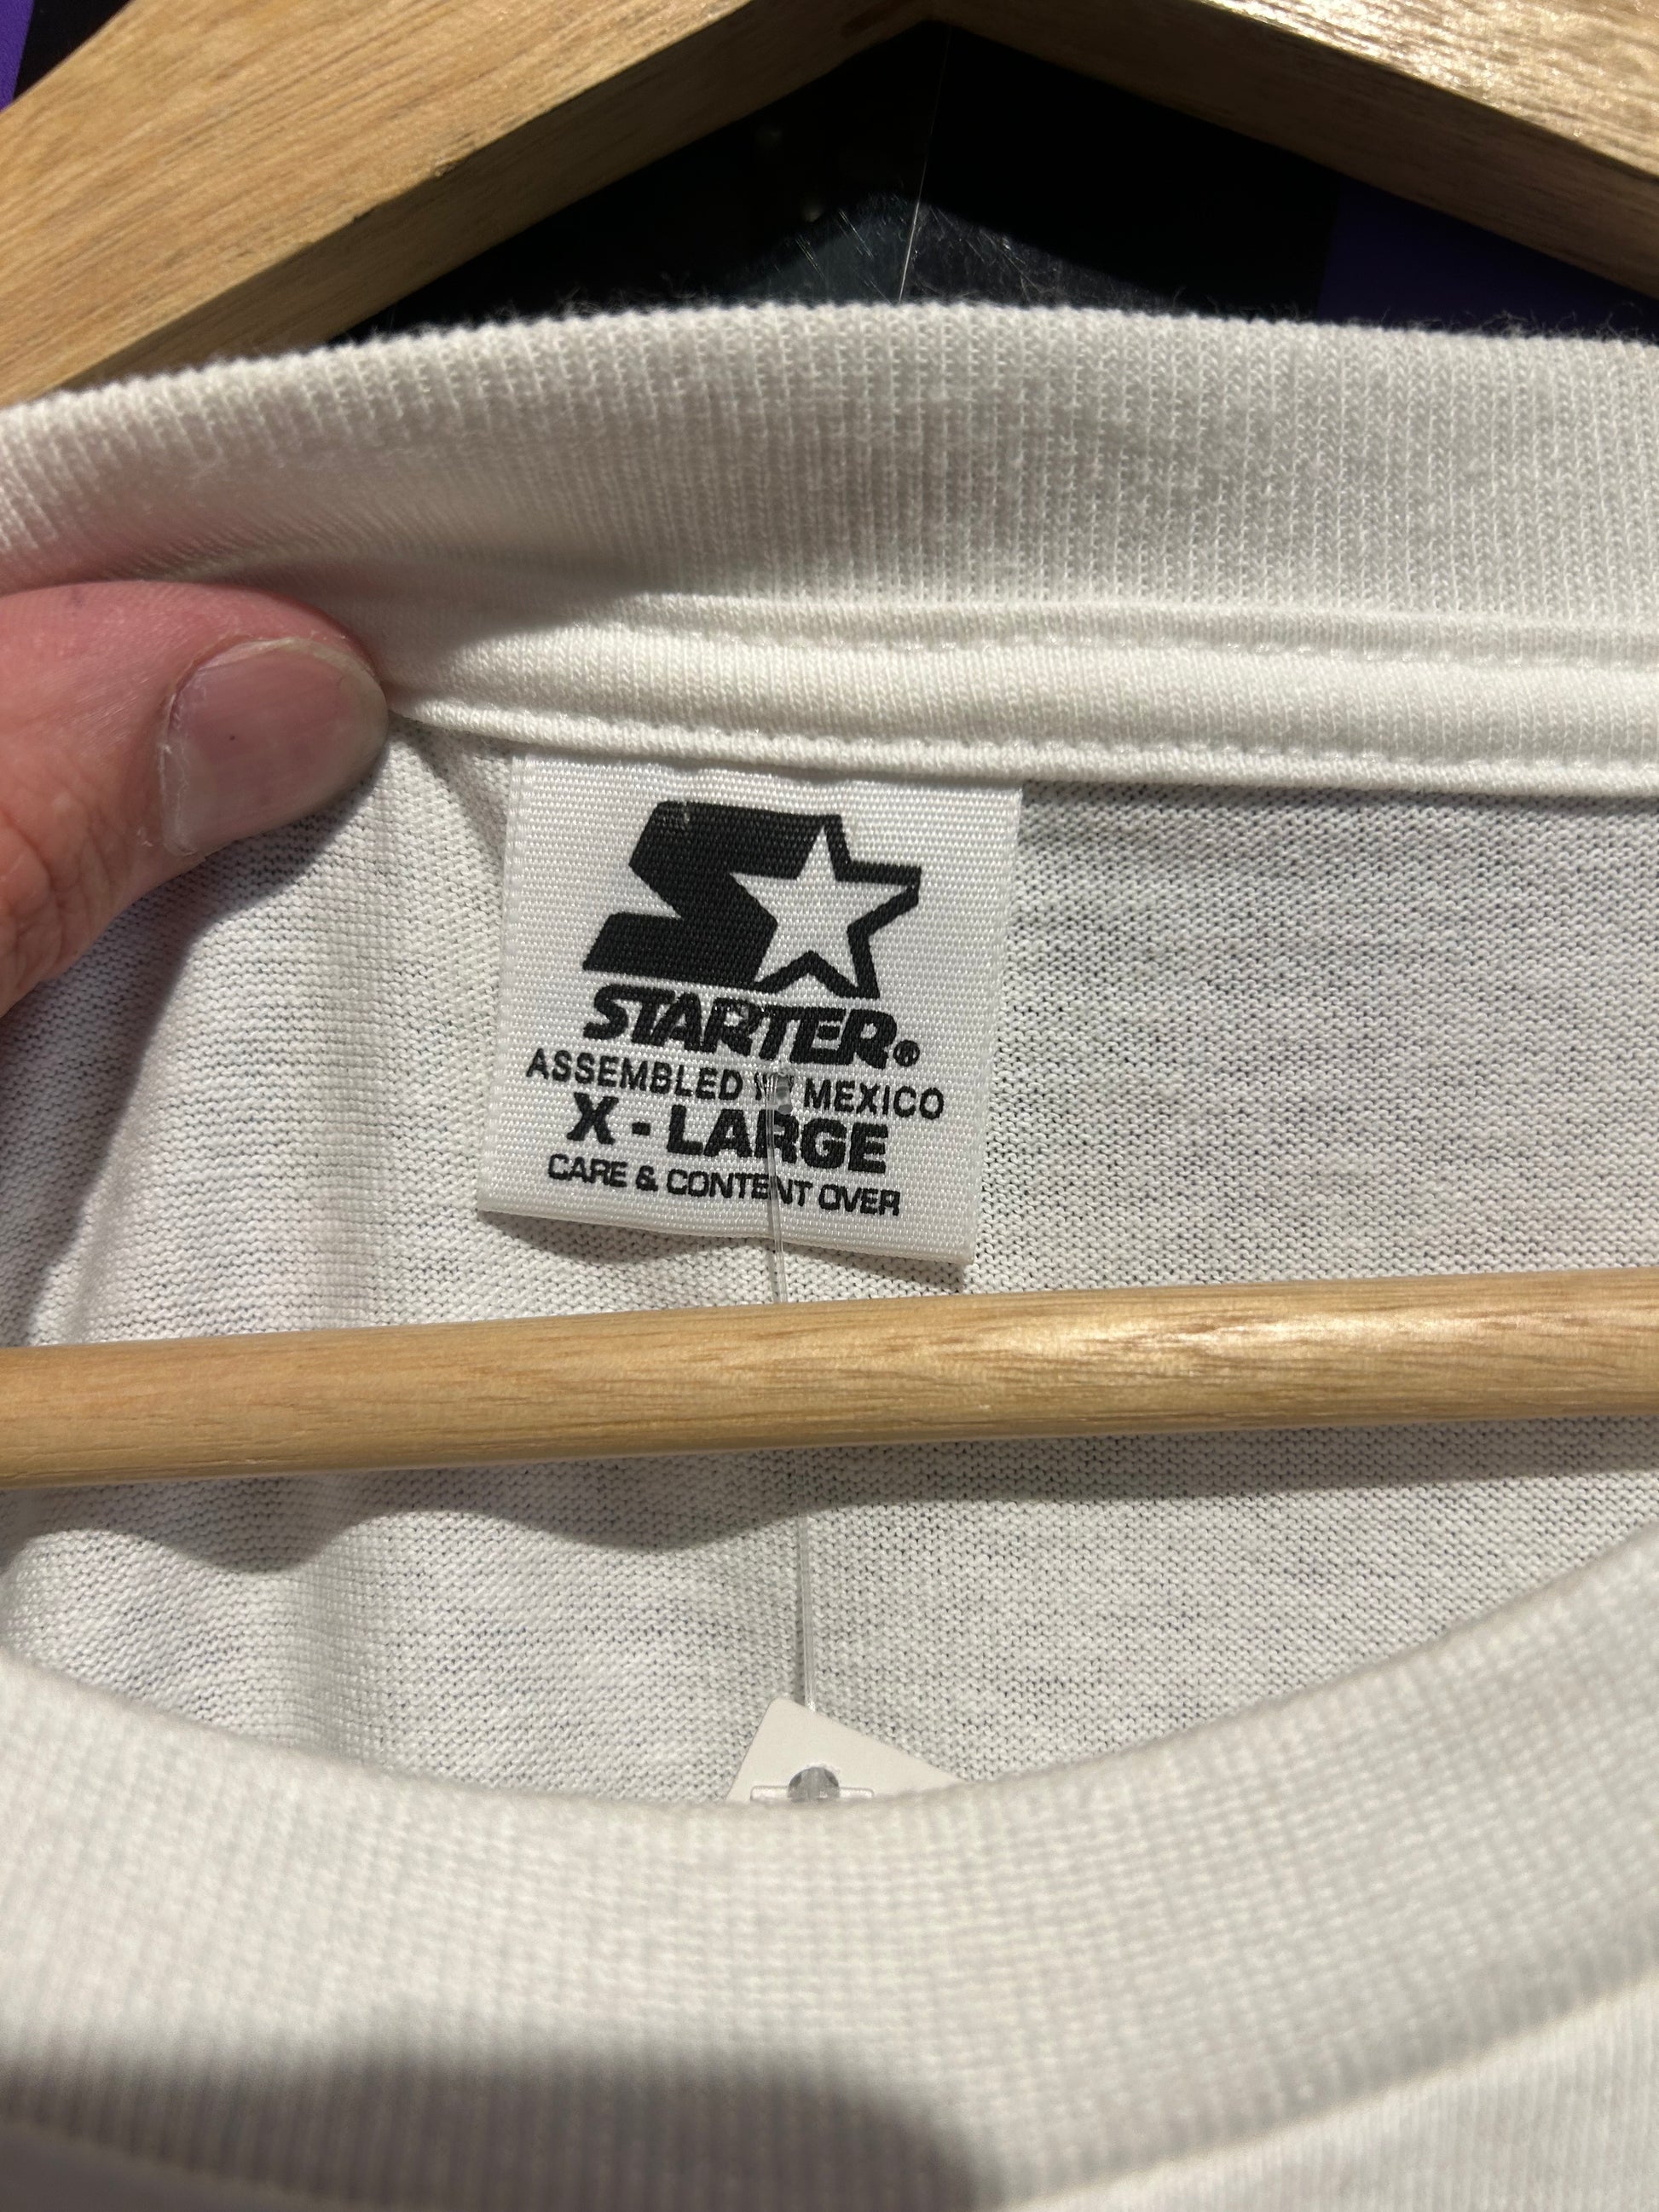 STARTER®
ASSEMBLED MEXICO
X-LARGE
CARE & CONTENT OVER